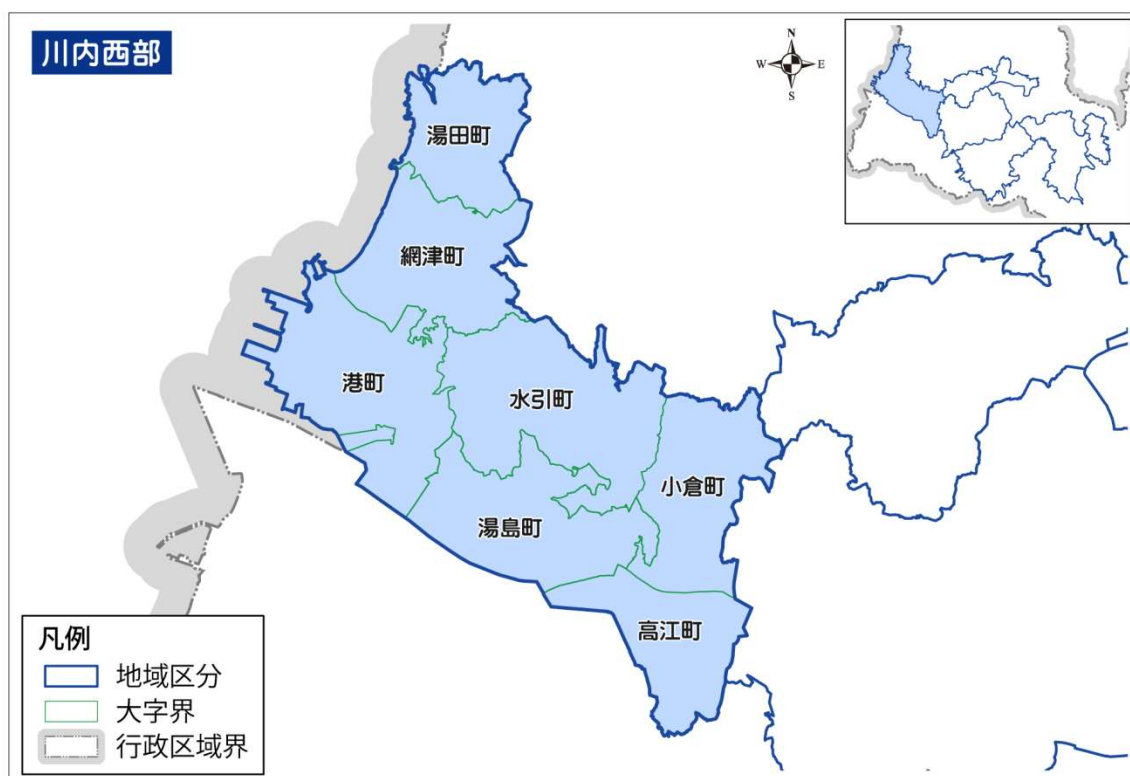 川内西部
N
W E
S
湯田町
網津町
港町
水引町
小倉町
湯島町
高江町
凡例
地域区分
大字界
行政区域界